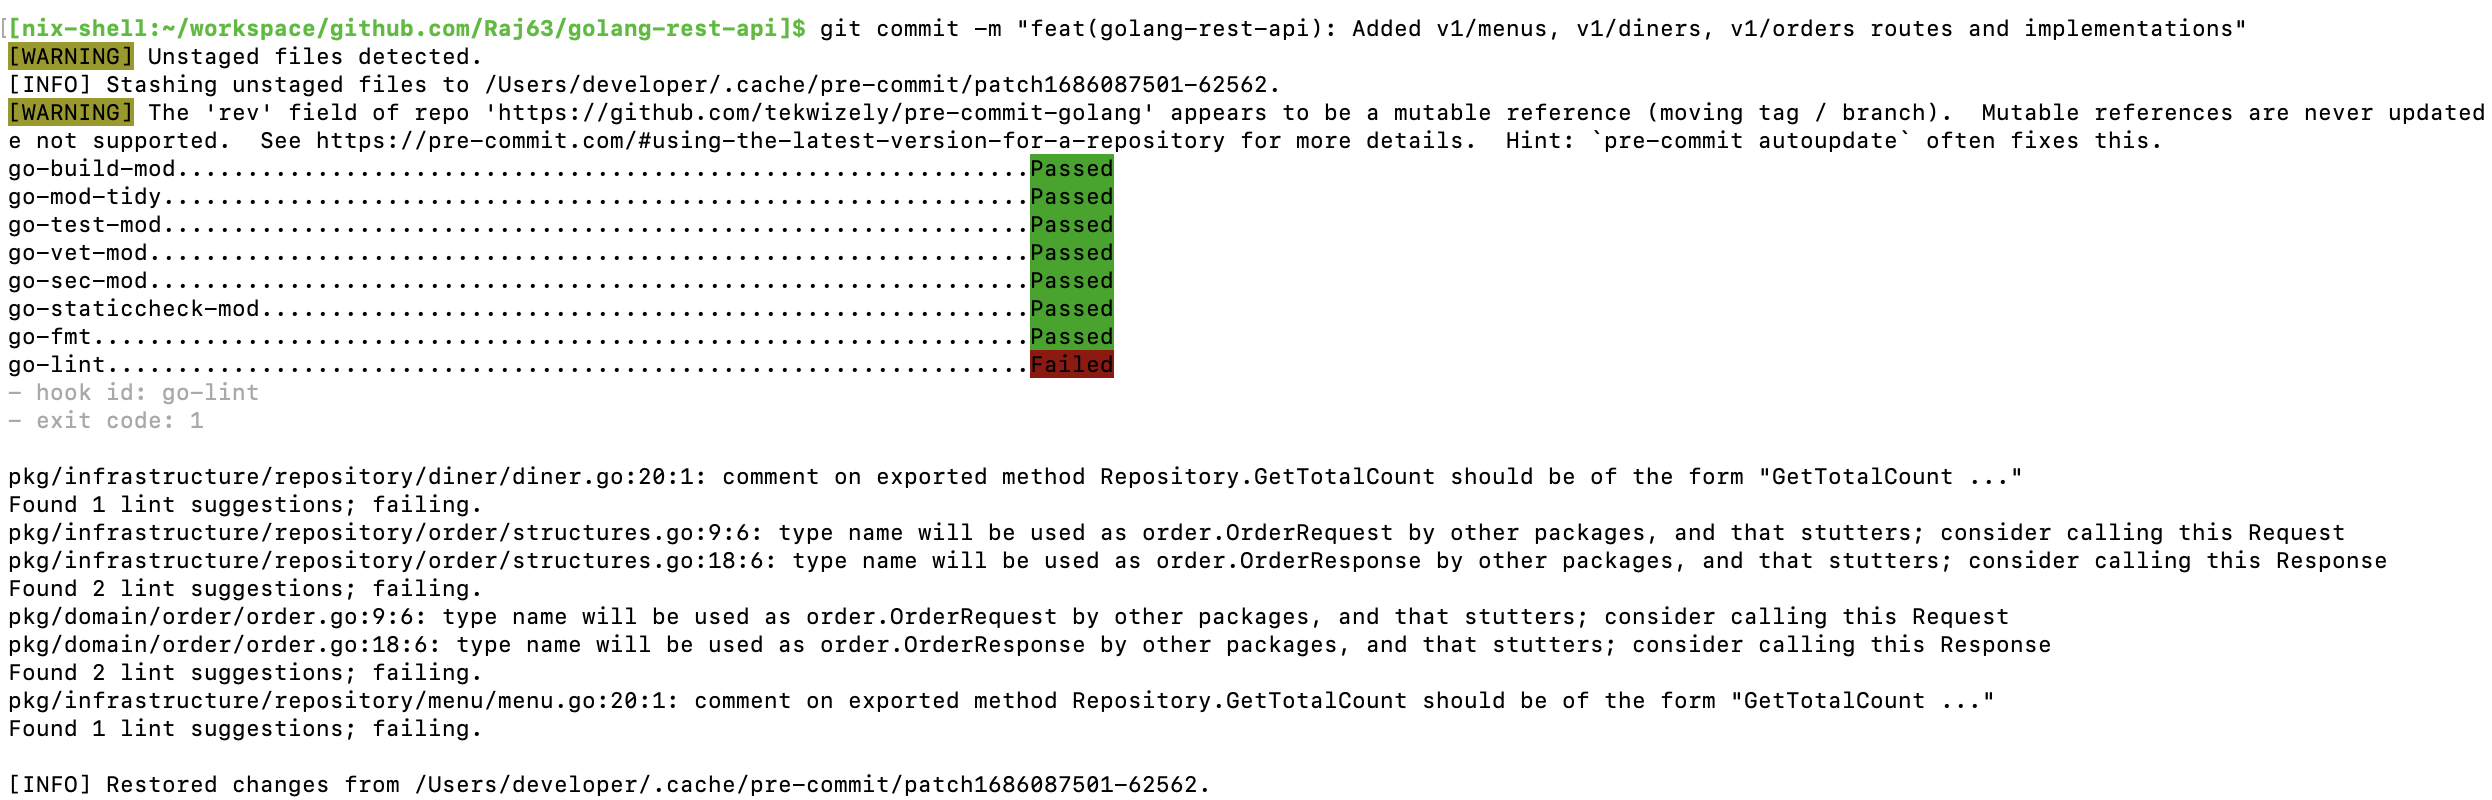 [[nix-shell:~/workspace/github.com/Raj63/golang-rest-api]$ git commit -m "feat(golang-rest-api): Added v1/menus, v1/diners, v1/orders routes and implementations"
[WARNING] Unstaged files detected.
[INFO] Stashing unstaged files to /Users/developer/.cache/pre-commit/patch1686087501-62562.
[WARNING] The 'rev' field of repo 'https://github.com/tekwizely/pre-commit-golang' appears to be a mutable reference (moving tag / branch).  Mutable references are never updated
e not supported.  See https://pre-commit.com/#using-the-latest-version-for-a-repository for more details.  Hint: `pre-commit autoupdate` often fixes this.
go-build-mod.............................................................Passed
go-mod-tidy..............................................................Passed
go-test-mod..............................................................Passed
go-vet-mod...............................................................Passed
go-sec-mod...............................................................Passed
go-staticcheck-mod.......................................................Passed
go-fmt...................................................................Passed
go-lint..................................................................Failed
- hook id: go-lint
- exit code: 1
pkg/infrastructure/repository/diner/diner.go:20:1: comment on exported method Repository.GetTotalCount should be of the form "GetTotalCount ..."
Found 1 lint suggestions; failing.
pkg/infrastructure/repository/order/structures.go:9:6: type name will be used as order.OrderRequest by other packages, and that stutters; consider calling this Request
pkg/infrastructure/repository/order/structures.go:18:6: type name will be used as order.OrderResponse by other packages, and that stutters; consider calling this Response
Found 2 lint suggestions; failing.
pkg/domain/order/order.go:9:6: type name will be used as order.OrderRequest by other packages, and that stutters; consider calling this Request
pkg/domain/order/order.go:18:6: type name will be used as order.OrderResponse by other packages, and that stutters; consider calling this Response
Found 2 lint suggestions; failing.
pkg/infrastructure/repository/menu/menu.go:20:1: comment on exported method Repository.GetTotalCount should be of the form "GetTotalCount ..."
Found 1 lint suggestions; failing.
[INFO] Restored changes from /Users/developer/.cache/pre-commit/patch1686087501-62562.